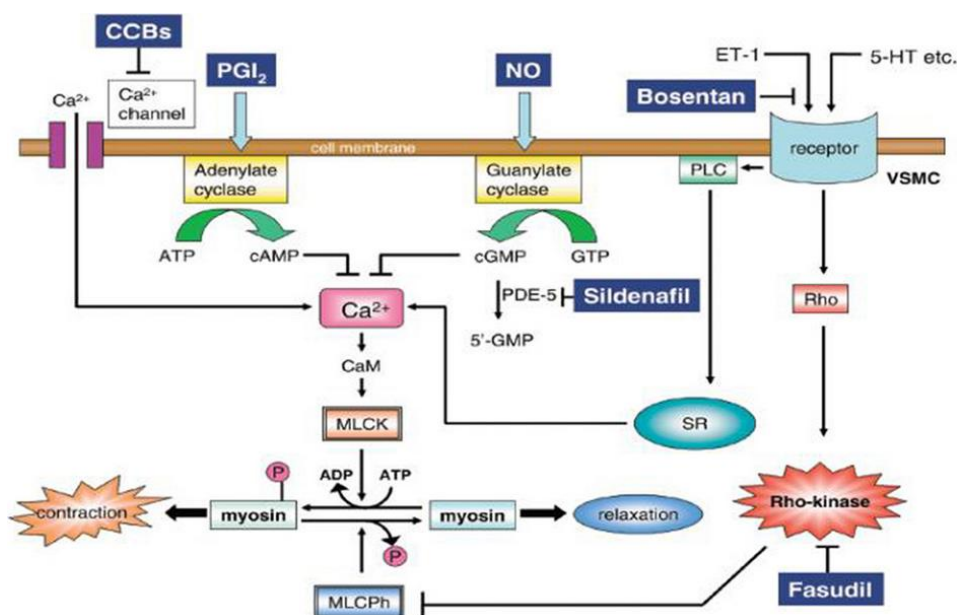 CCBs
Ca²⁺
Ca²⁺
channel
PGI₂
NO
ET-1
5-HT etc.
Bosentan
cell membrane
receptor
VSMC
Adenylate
cyclase
Guanylate
cyclase
PLC
ATP
cAMP
cGMP
GTP
PDE-5
Sildenafil
Rho
Ca²⁺
5'-GMP
CaM
MLCK
SR
P
ADP
ATP
contraction
myosin
myosin
relaxation
Rho-kinase
P
MLCPh
Fasudil